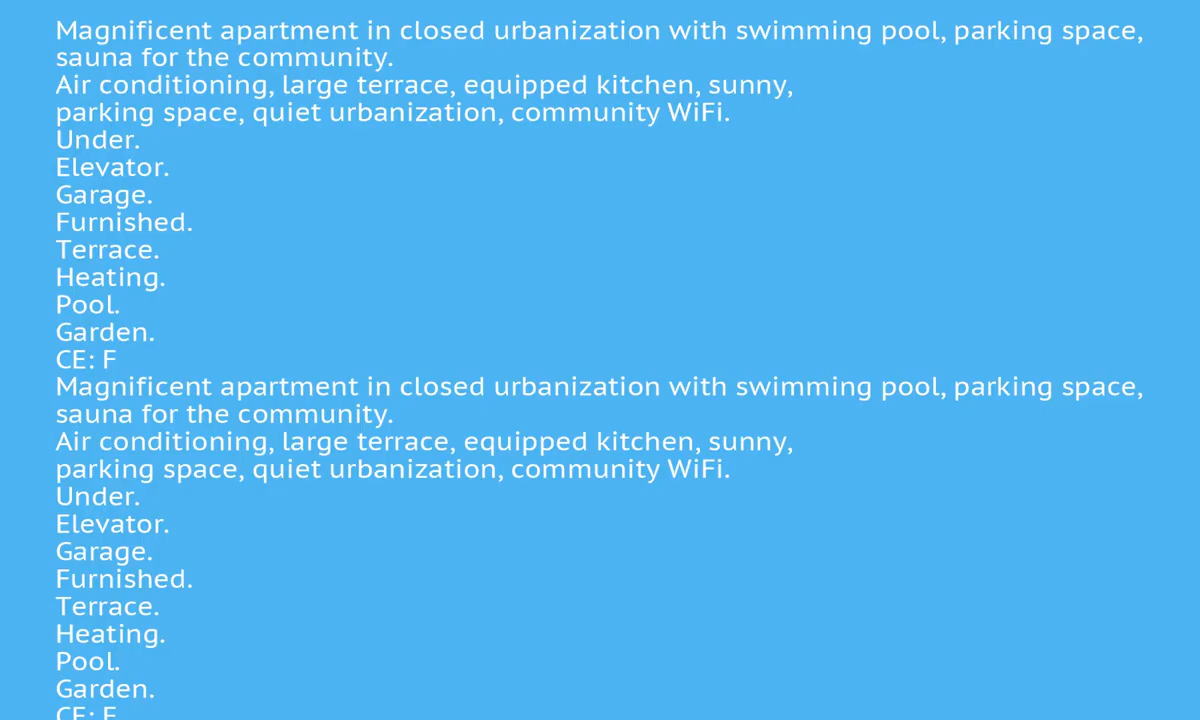 Magnificent apartment in closed urbanization with swimming pool, parking space,
sauna for the community.
Air conditioning, large terrace, equipped kitchen, sunny,
parking space, quiet urbanization, community WiFi.
Under.
Elevator.
Garage.
Furnished.
Terrace.
Heating.
Pool.
Garden.
CE: F
Magnificent apartment in closed urbanization with swimming pool, parking space,
sauna for the community.
Air conditioning, large terrace, equipped kitchen, sunny,
parking space, quiet urbanization, community WiFi.
Under.
Elevator.
Garage.
Furnished.
Terrace.
Heating.
Pool.
Garden.
CE: F